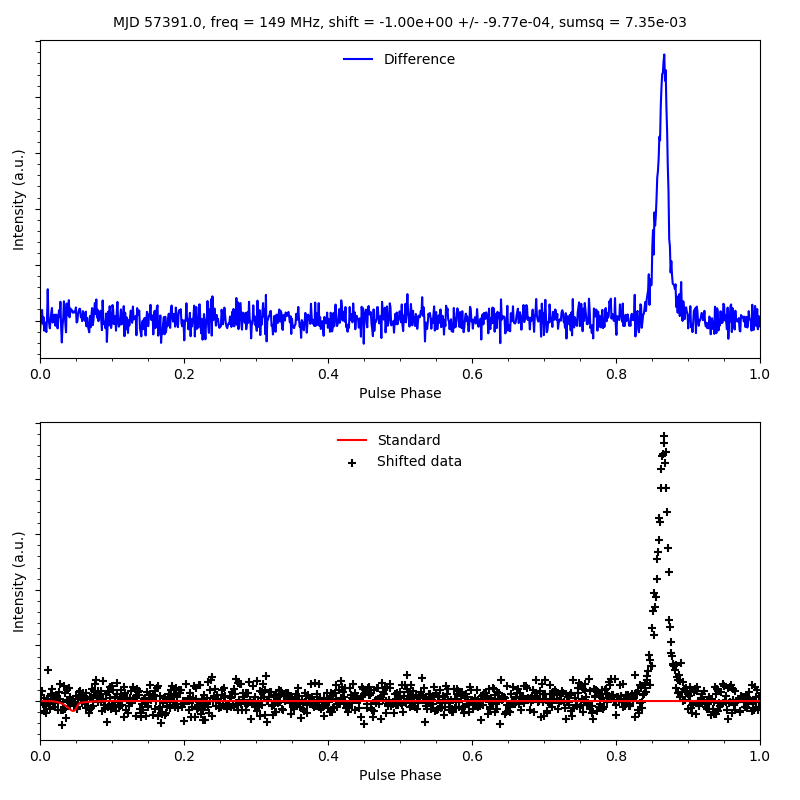 MJD 57391.0, freq = 149 MHz, shift = -1.00e+00 +/- -9.77e-04, sumsq = 7.35e-03
Difference
Intensity (a.u.)
0.0 0.2 0.4 0.6 0.8 1.0
Pulse Phase
Standard
Shifted data
Intensity (a.u.)
0.0 0.2 0.4 0.6 0.8 1.0
Pulse Phase